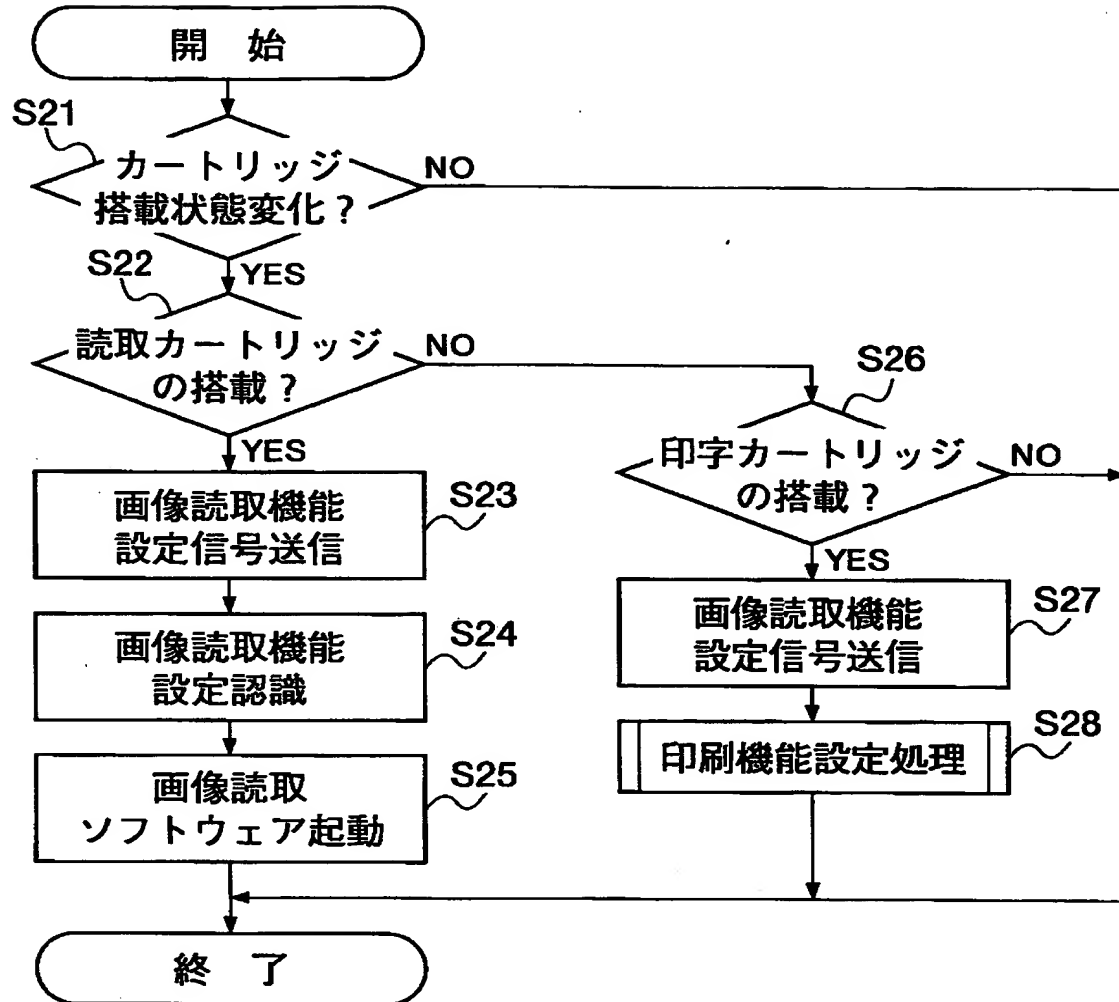 開 始
S21
カートリッジ
搭載状態変化?
NO
YES
S22
読取カートリッジ
の搭載?
NO
YES
S23
画像読取機能
設定信号送信
S24
画像読取機能
設定認識
S25
画像読取
ソフトウェア起動
S26
印字カートリッジ
の搭載?
NO
YES
S27
画像読取機能
設定信号送信
S28
印刷機能設定処理
終 了